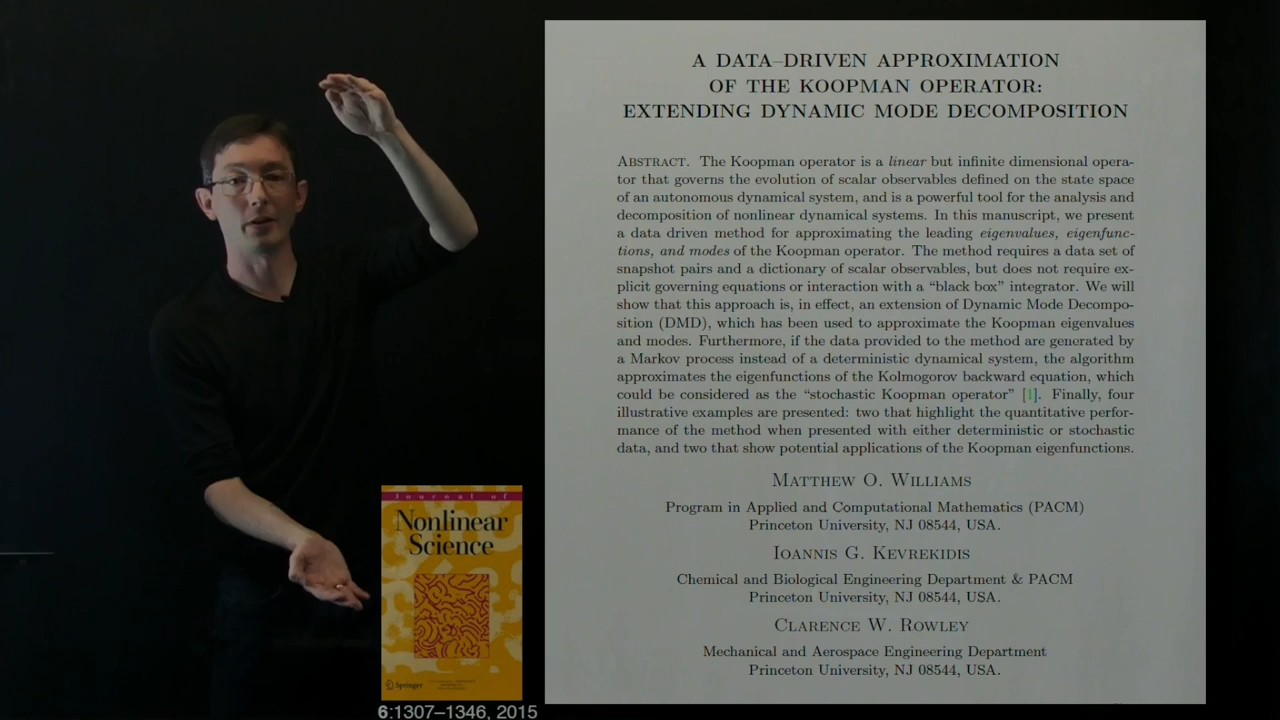 A DATA–DRIVEN APPROXIMATION
OF THE KOOPMAN OPERATOR:
EXTENDING DYNAMIC MODE DECOMPOSITION
Abstract. The Koopman operator is a linear but infinite dimensional opera-
tor that governs the evolution of scalar observables defined on the state space
of an autonomous dynamical system, and is a powerful tool for the analysis and
decomposition of nonlinear dynamical systems. In this manuscript, we present
a data driven method for approximating the leading eigenvalues, eigenfunc-
tions, and modes of the Koopman operator. The method requires a data set of
snapshot pairs and a dictionary of scalar observables, but does not require ex-
plicit governing equations or interaction with a “black box” integrator. We will
show that this approach is, in effect, an extension of Dynamic Mode Decompo-
sition (DMD), which has been used to approximate the Koopman eigenvalues
and modes. Furthermore, if the data provided to the method are generated by
a Markov process instead of a deterministic dynamical system, the algorithm
approximates the eigenfunctions of the Kolmogorov backward equation, which
could be considered as the “stochastic Koopman operator” [1]. Finally, four
illustrative examples are presented: two that highlight the quantitative perfor-
mance of the method when presented with either deterministic or stochastic
data, and two that show potential applications of the Koopman eigenfunctions.
Matthew O. Williams
Program in Applied and Computational Mathematics (PACM)
Princeton University, NJ 08544, USA.
Ioannis G. Kevrekidis
Chemical and Biological Engineering Department & PACM
Princeton University, NJ 08544, USA.
Clarence W. Rowley
Mechanical and Aerospace Engineering Department
Princeton University, NJ 08544, USA.
Journal of
Nonlinear
Science
Springer
6:1307–1346, 2015